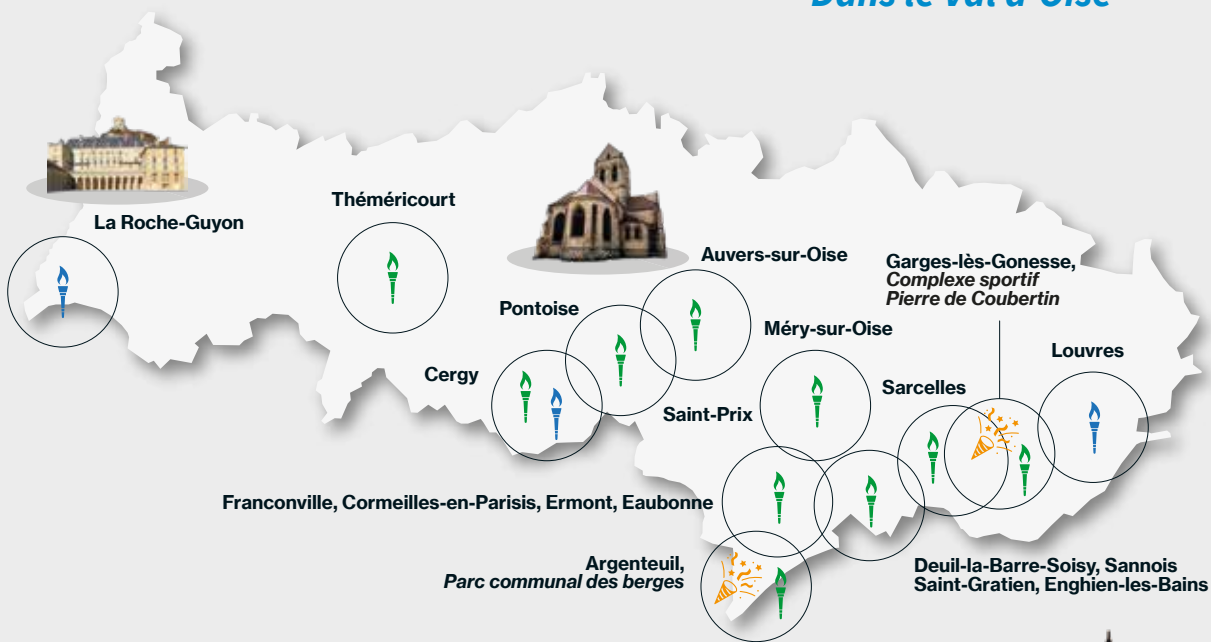 Dans le Val d'Oise
La Roche-Guyon
Théméricourt
Auvers-sur-Oise
Garges-lès-Gonesse,
Complexe sportif
Pierre de Coubertin
Pontoise
Méry-sur-Oise
Louvres
Cergy
Sarcelles
Saint-Prix
Franconville, Cormeilles-en-Parisis, Ermont, Eaubonne
Argenteuil,
Parc communal des berges
Deuil-la-Barre-Soisy, Sannois
Saint-Gratien, Enghien-les-Bains